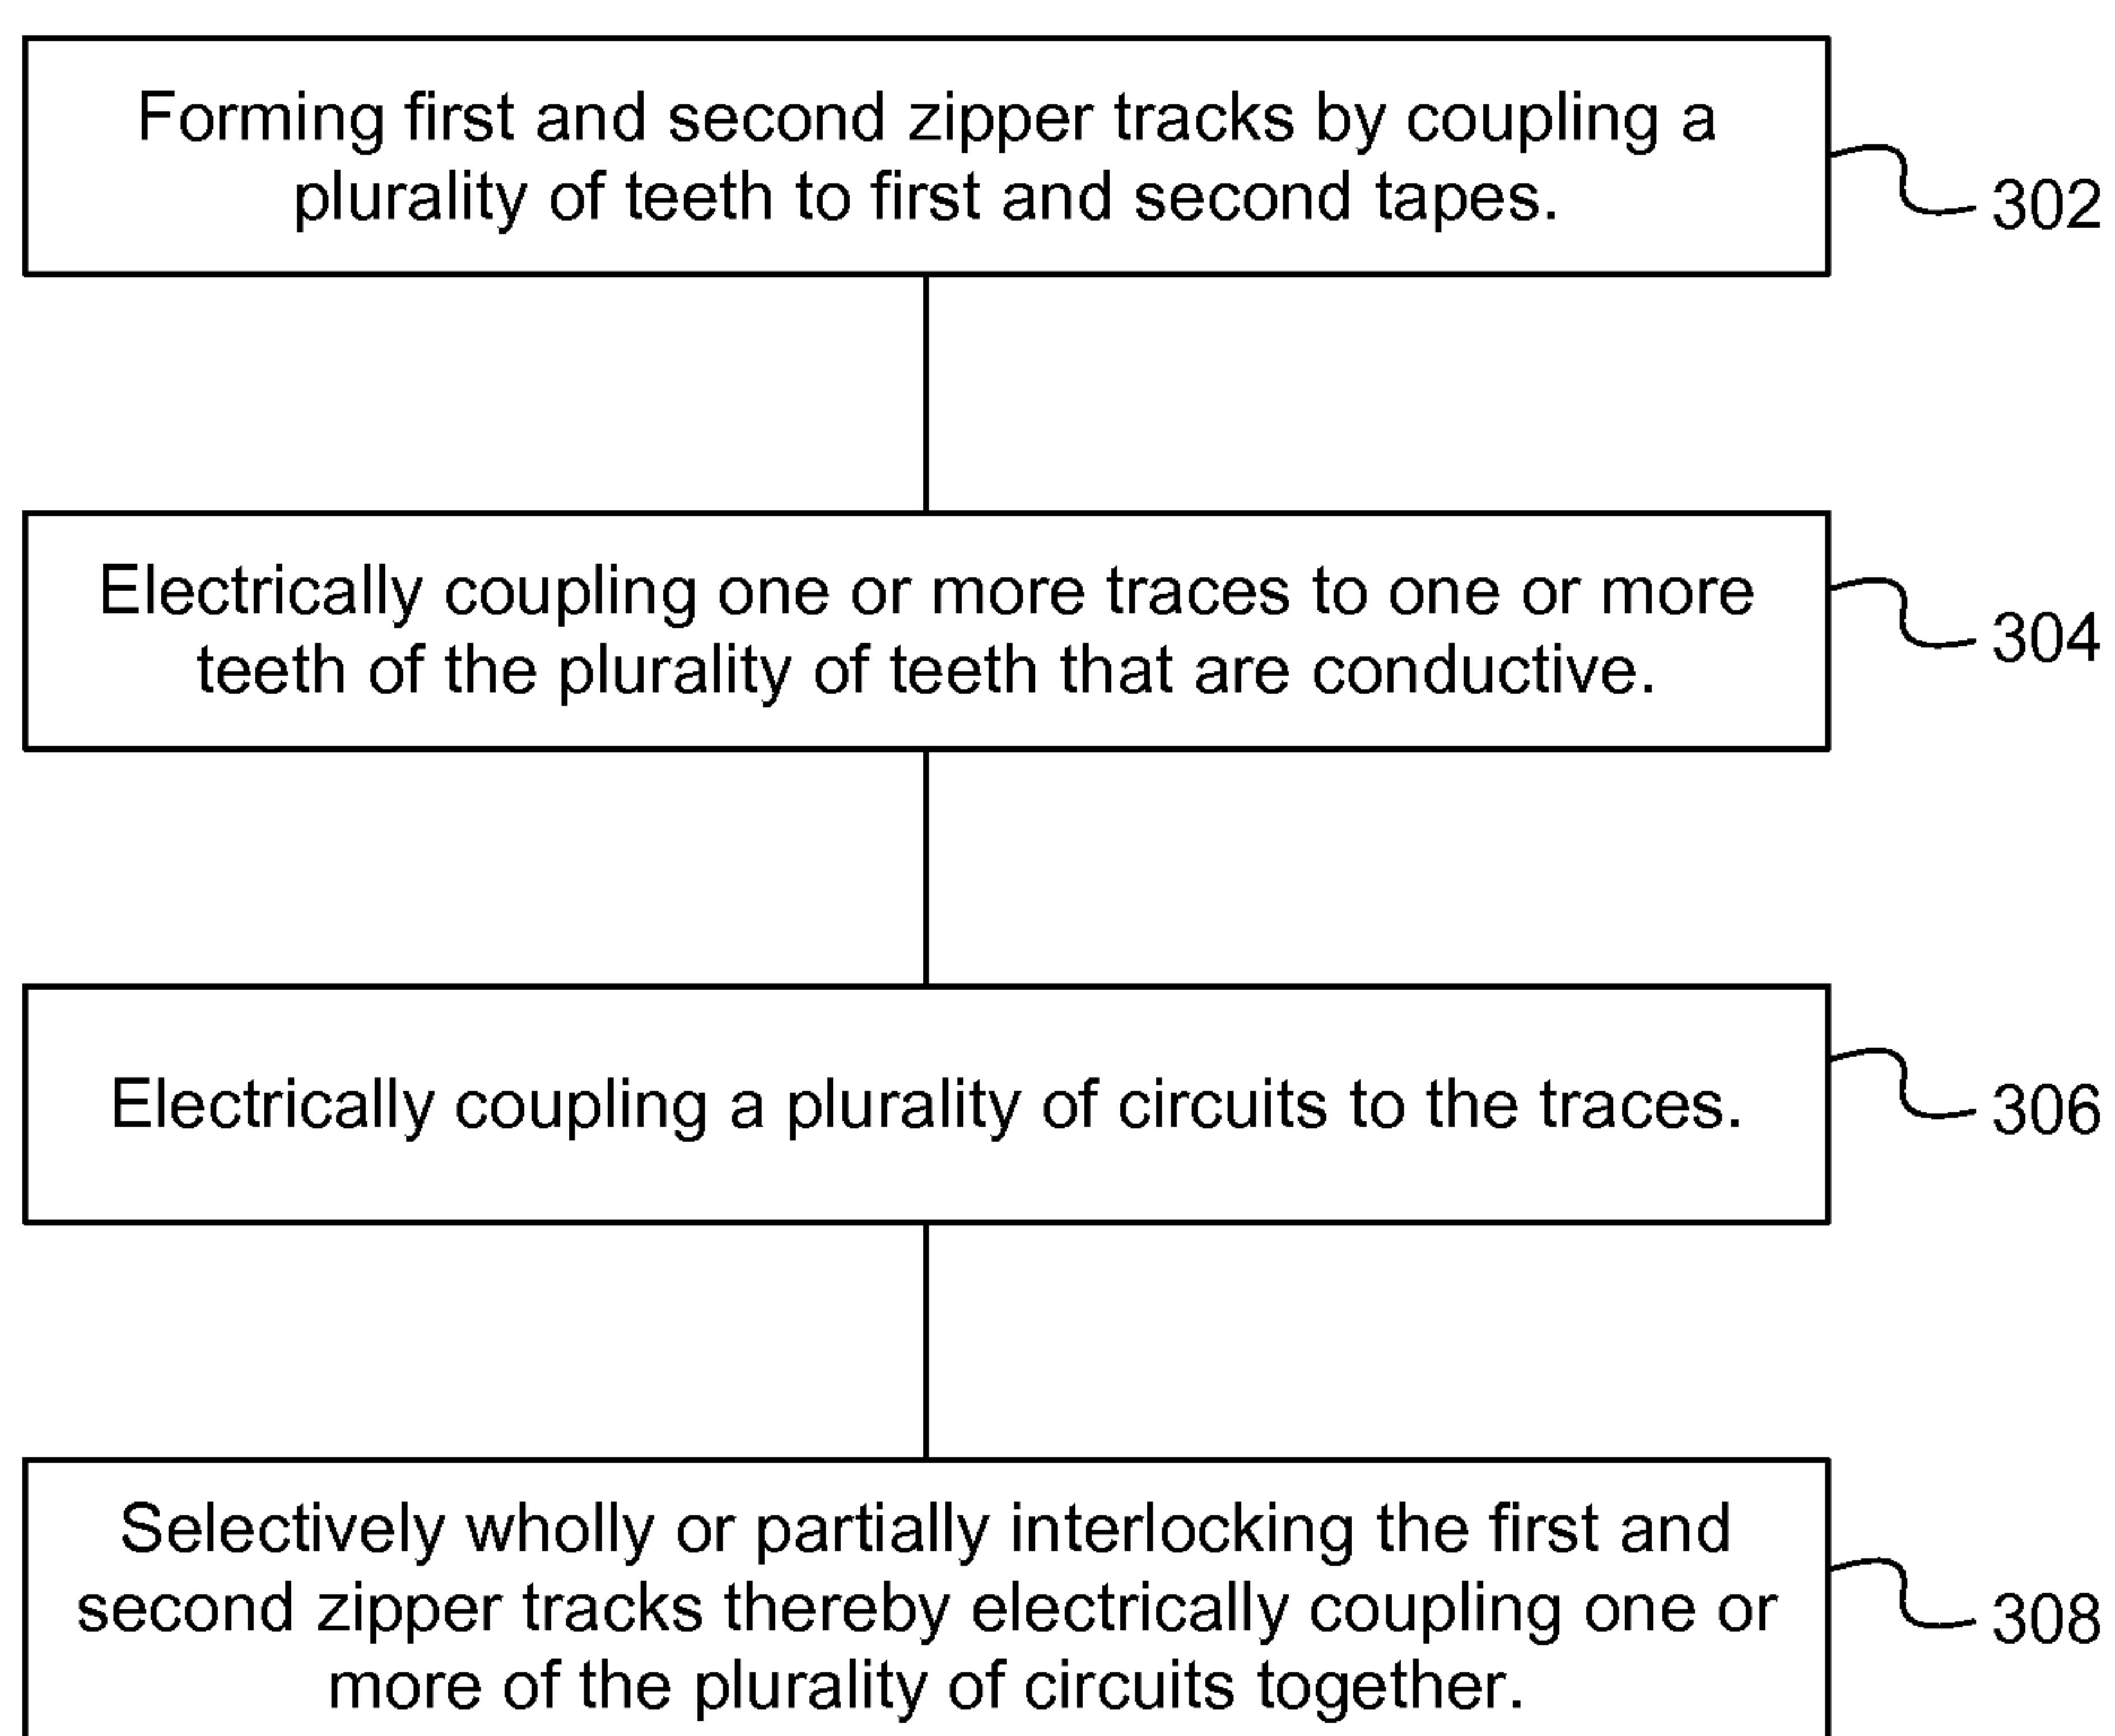 Forming first and second zipper tracks by coupling a
plurality of teeth to first and second tapes.
302
Electrically coupling one or more traces to one or more
teeth of the plurality of teeth that are conductive.
304
Electrically coupling a plurality of circuits to the traces.
306
Selectively wholly or partially interlocking the first and
second zipper tracks thereby electrically coupling one or
more of the plurality of circuits together.
308